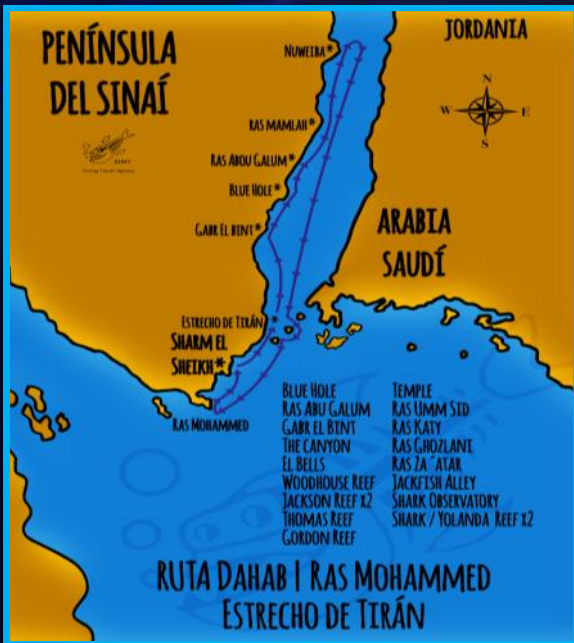 PENÍNSULA
DEL SINAÍ
JORDANIA
NUWEIBA*
N
W
E
S
RAS MAMLAH*
RAS ABOU GALUM*
BLUE HOLE*
GABR EL BINT*
ARABIA
SAUDÍ
ESTRECHO DE TIRÁN*
SHARM EL
SHEIKH*
RAS MOHAMMED
BLUE HOLE
RAS ABU GALUM
GABR EL BINT
THE CANYON
EL BELLS
WOODHOUSE REEF
JACKSON REEF X2
THOMAS REEF
GORDON REEF
TEMPLE
RAS UMM SID
RAS KATY
RAS GHOZLANI
RAS ZA´ATAR
JACKFISH ALLEY
SHARK OBSERVATORY
SHARK / YOLANDA REEF X2
RUTA DAHAB | RAS MOHAMMED
ESTRECHO DE TIRÁN